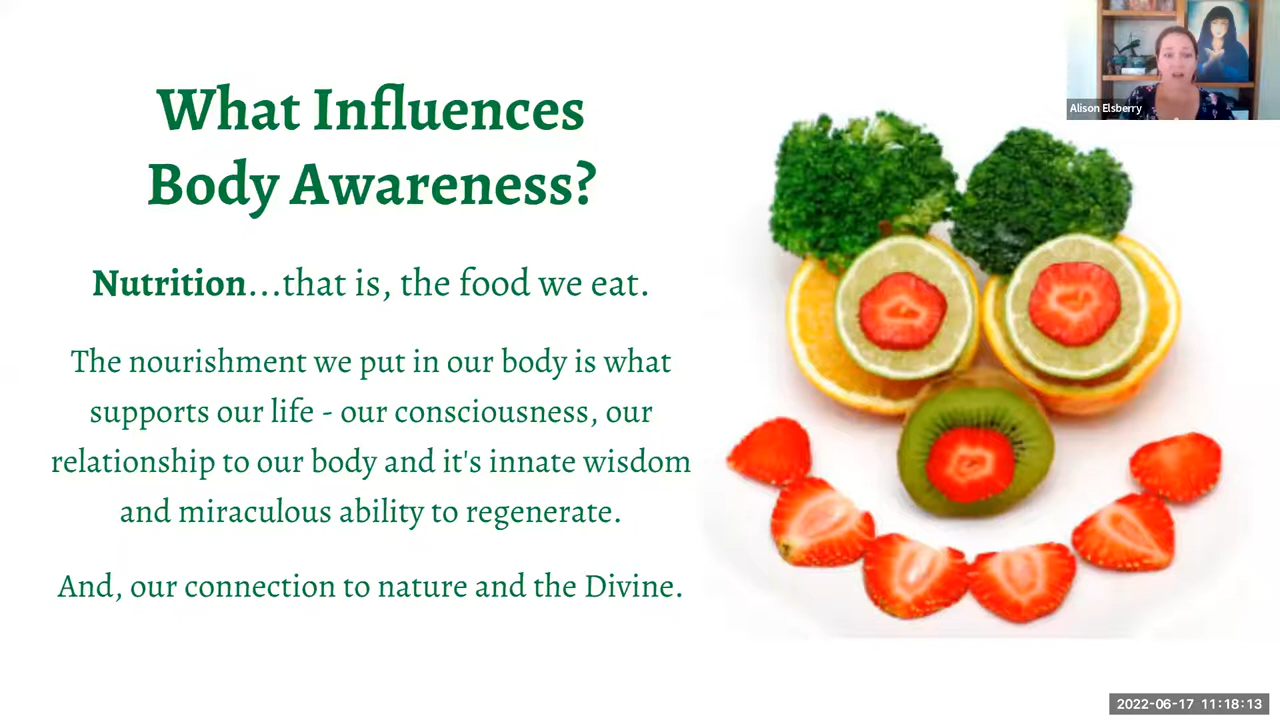 What Influences
Body Awareness?
Nutrition...that is, the food we eat.
The nourishment we put in our body is what
supports our life - our consciousness, our
relationship to our body and it's innate wisdom
and miraculous ability to regenerate.
And, our connection to nature and the Divine.
Alison Elsberry
2022-06-17 11:18:13